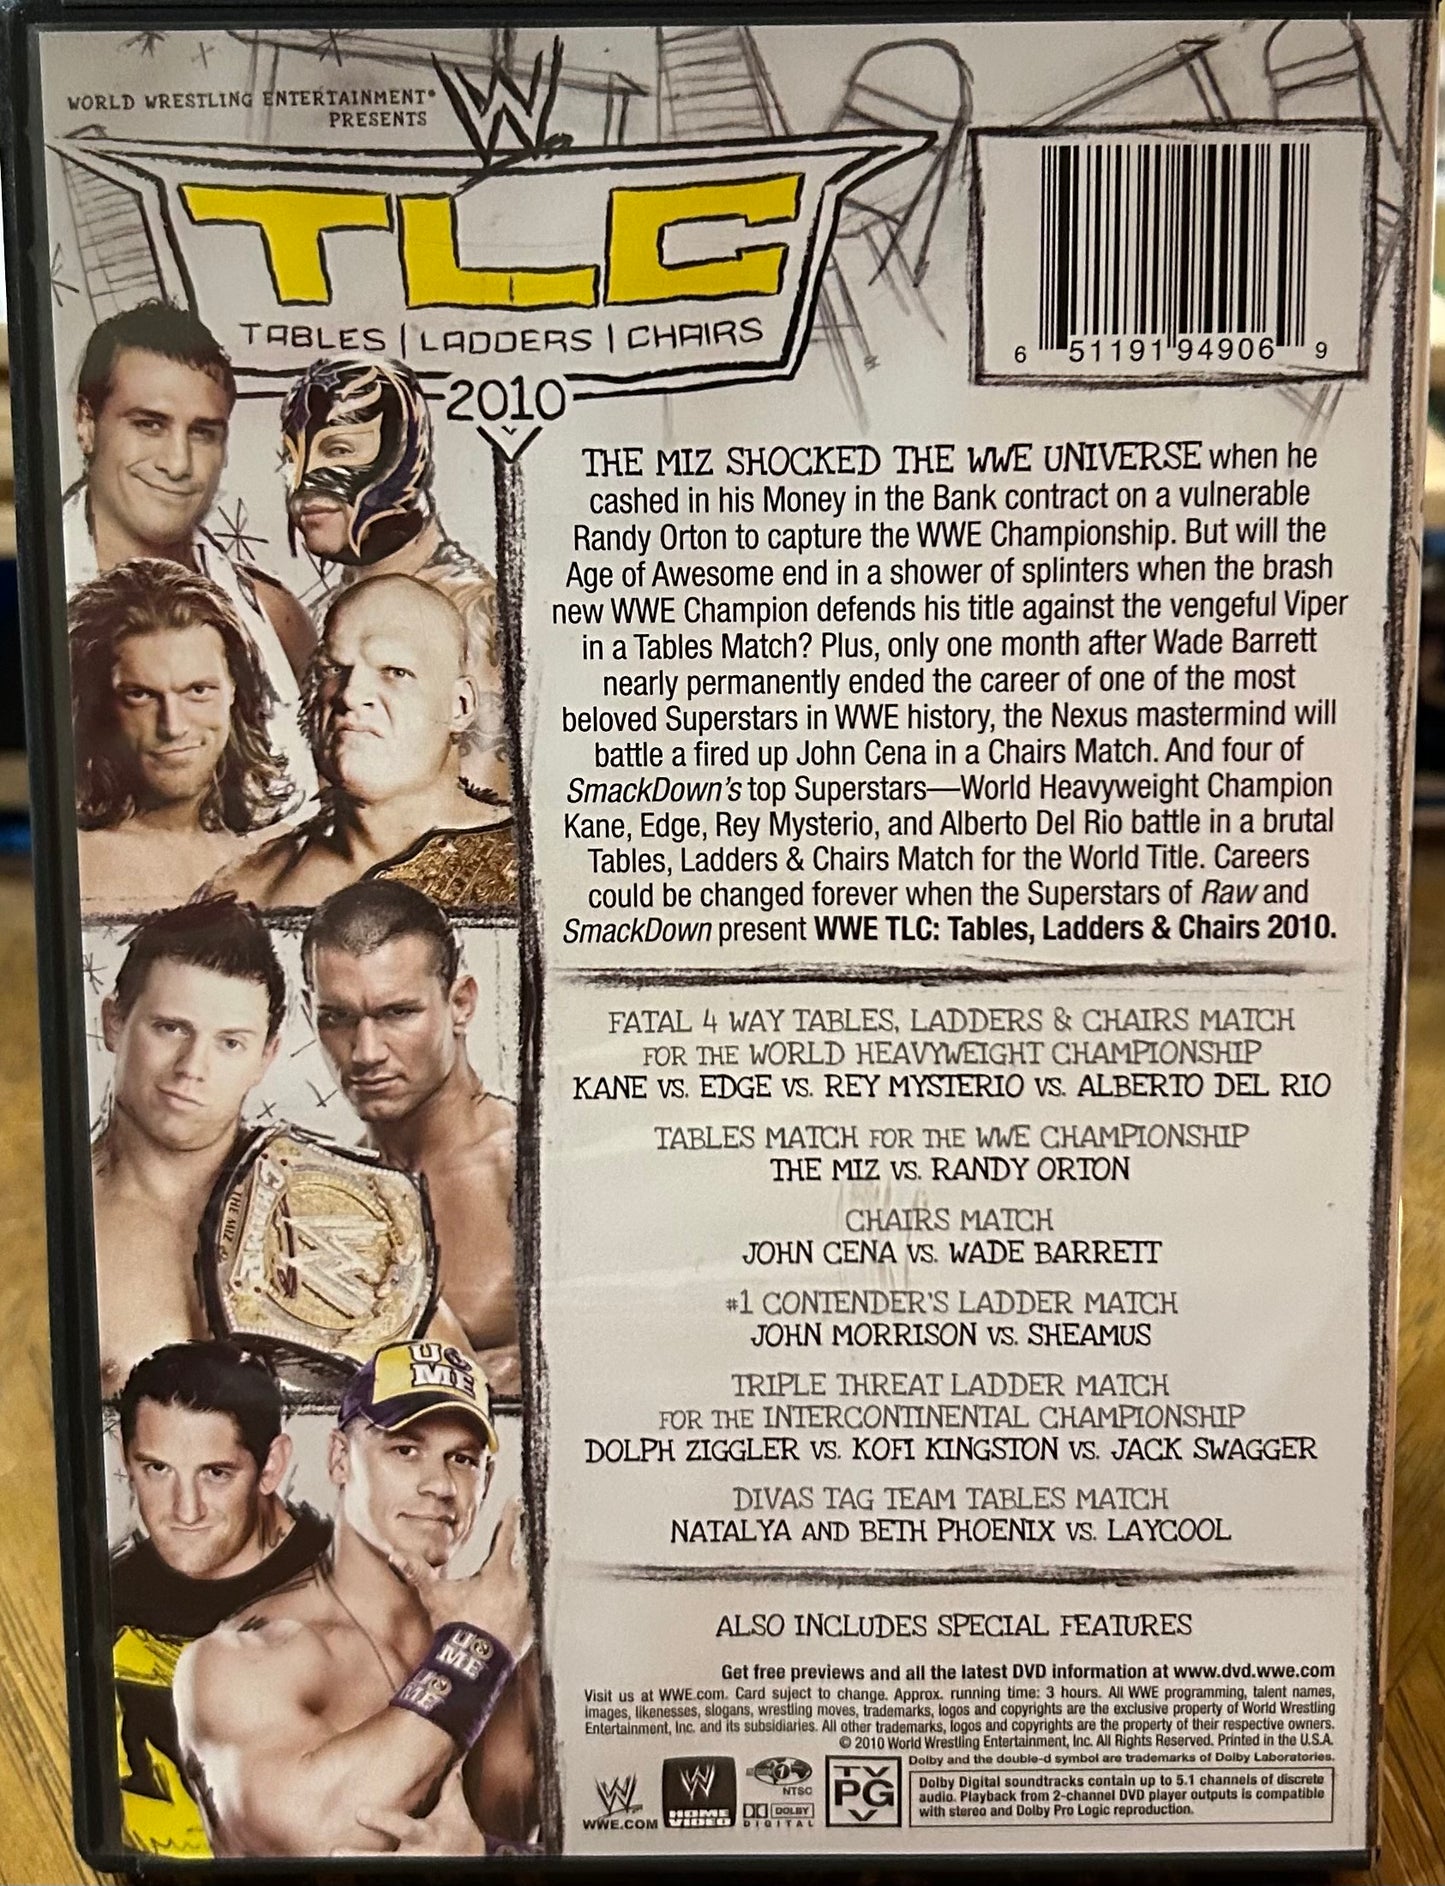 WORLD WRESTLING ENTERTAINMENT®
PRESENTS
W
TLC
TABLES | LADDERS | CHAIRS
2010
6 51191 94906 9
THE MIZ SHOCKED THE WWE UNIVERSE when he
cashed in his Money in the Bank contract on a vulnerable
Randy Orton to capture the WWE Championship. But will the
Age of Awesome end in a shower of splinters when the brash
new WWE Champion defends his title against the vengeful Viper
in a Tables Match? Plus, only one month after Wade Barrett
nearly permanently ended the career of one of the most
beloved Superstars in WWE history, the Nexus mastermind will
battle a fired up John Cena in a Chairs Match. And four of
SmackDown's top Superstars—World Heavyweight Champion
Kane, Edge, Rey Mysterio, and Alberto Del Rio battle in a brutal
Tables, Ladders & Chairs Match for the World Title. Careers
could be changed forever when the Superstars of Raw and
SmackDown present WWE TLC: Tables, Ladders & Chairs 2010.
FATAL 4 WAY TABLES, LADDERS & CHAIRS MATCH
FOR THE WORLD HEAVYWEIGHT CHAMPIONSHIP
KANE VS. EDGE VS. REY MYSTERIO VS. ALBERTO DEL RIO
TABLES MATCH FOR THE WWE CHAMPIONSHIP
THE MIZ VS. RANDY ORTON
CHAIRS MATCH
JOHN CENA VS. WADE BARRETT
#1 CONTENDER'S LADDER MATCH
JOHN MORRISON VS. SHEAMUS
TRIPLE THREAT LADDER MATCH
FOR THE INTERCONTINENTAL CHAMPIONSHIP
DOLPH ZIGGLER VS. KOFI KINGSTON VS. JACK SWAGGER
DIVAS TAG TEAM TABLES MATCH
NATALYA AND BETH PHOENIX VS. LAYCOOL
ALSO INCLUDES SPECIAL FEATURES
Get free previews and all the latest DVD information at www.dvd.wwe.com
Visit us at WWE.com. Card suject to change. Approx. running time: 3 hours. All WWE programming, talent names,
images, likenesses, slogans, wrestling moves, trademarks, logos and copyrights are the exclusive property of World Wrestling
Entertainment, Inc. and its subsidiaries. All other trademarks, logos and copyrights are the property of their respective owners.
© 2010 World Wrestling Entertainment, Inc. All Rights Reserved. Printed in the U.S.A.
Dolby and the double-d symbol are trademarks of Dolby Laboratories.
Dolby Digital soundtracks contain up to 5.1 channels of discrete
audio. Playback from 2-channel DVD player outputs is compatible
with stereo and Dolby Pro Logic reproduction.
W
WWE.COM
W
HOME
VIDEO
1
NTSC
DOLBY
DIGITAL
TV
PG
V
THE MIZ
CHAMP
U
ME
U
ME
U
ME